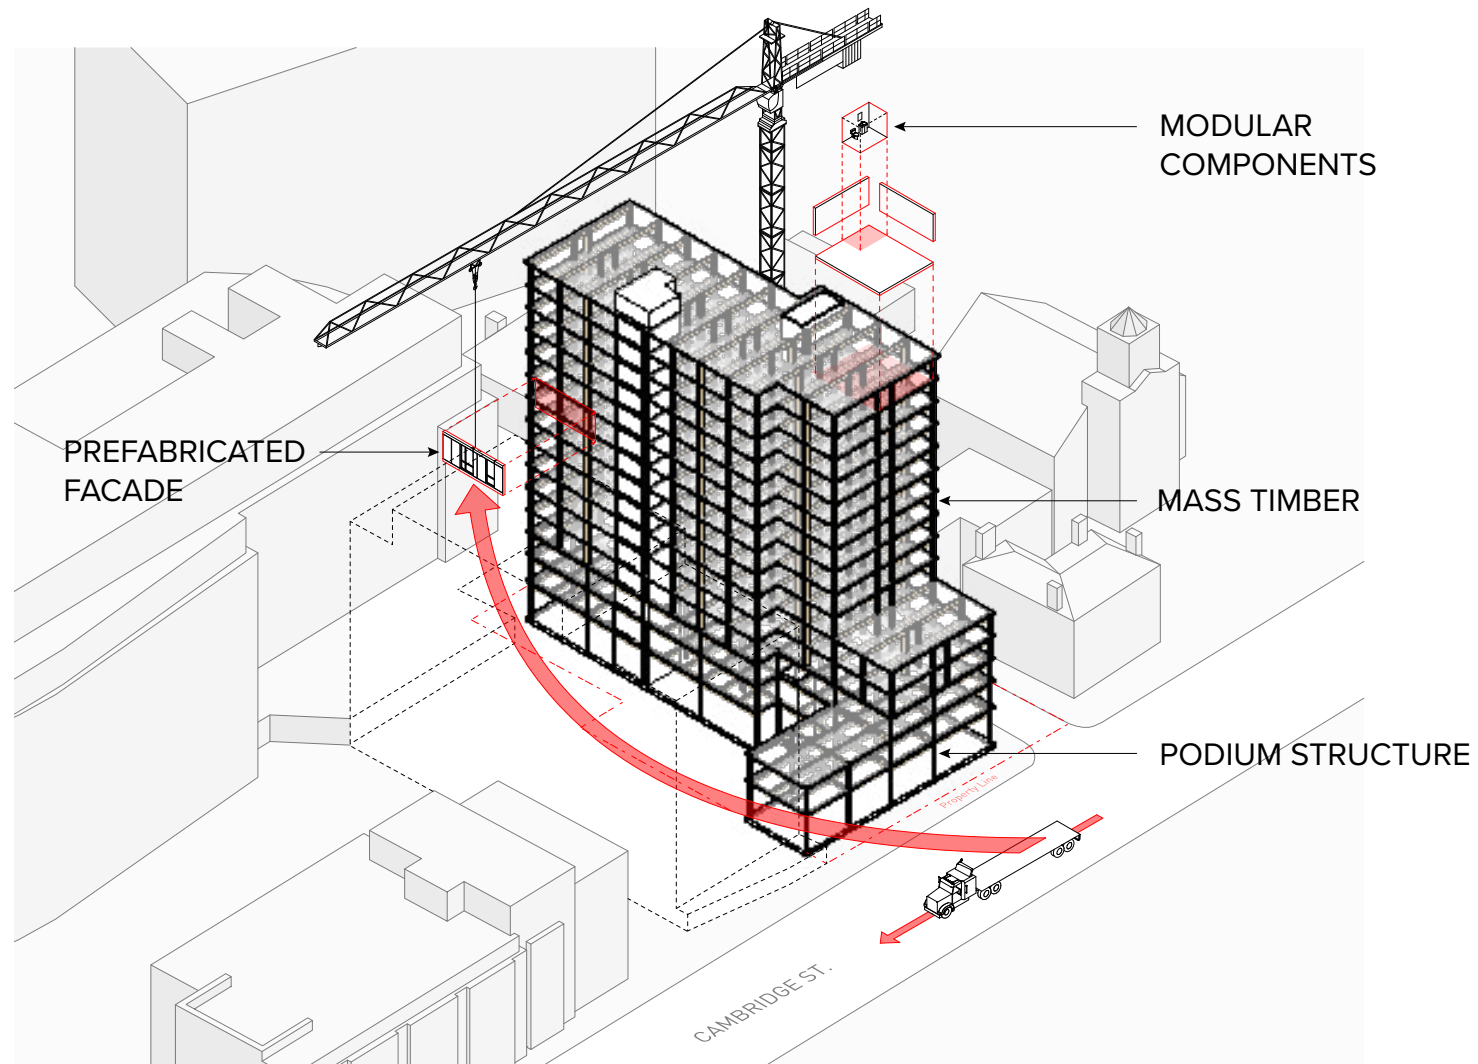 MODULAR
COMPONENTS
PREFABRICATED
FACADE
MASS TIMBER
PODIUM STRUCTURE
Property Line
CAMBRIDGE ST.